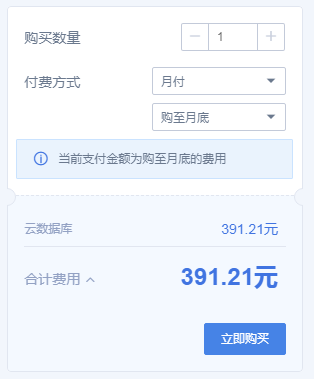 购买数量
1
付费方式
月付
购至月底
当前支付金额为购至月底的费用
云数据库
391.21元
合计费用
391.21元
立即购买